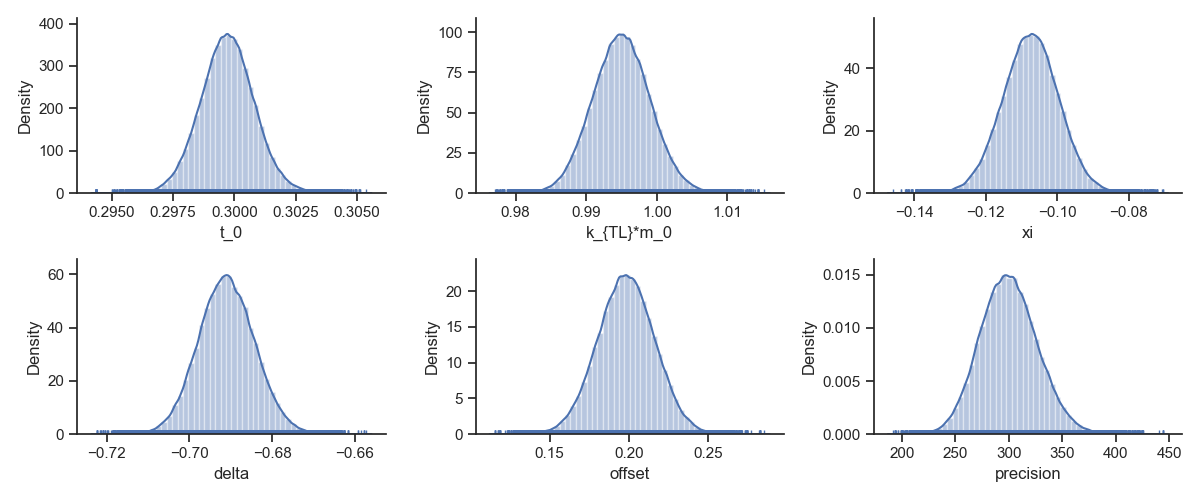 400
300
200
100
0
Density
0.2950 0.2975 0.3000 0.3025 0.3050
t_0
100
75
50
25
0
Density
0.98 0.99 1.00 1.01
k_{TL}*m_0
40
20
0
Density
−0.14 −0.12 −0.10 −0.08
xi
60
40
20
0
Density
−0.72 −0.70 −0.68 −0.66
delta
20
15
10
5
0
Density
0.15 0.20 0.25
offset
0.015
0.010
0.005
0.000
Density
200 250 300 350 400 450
precision